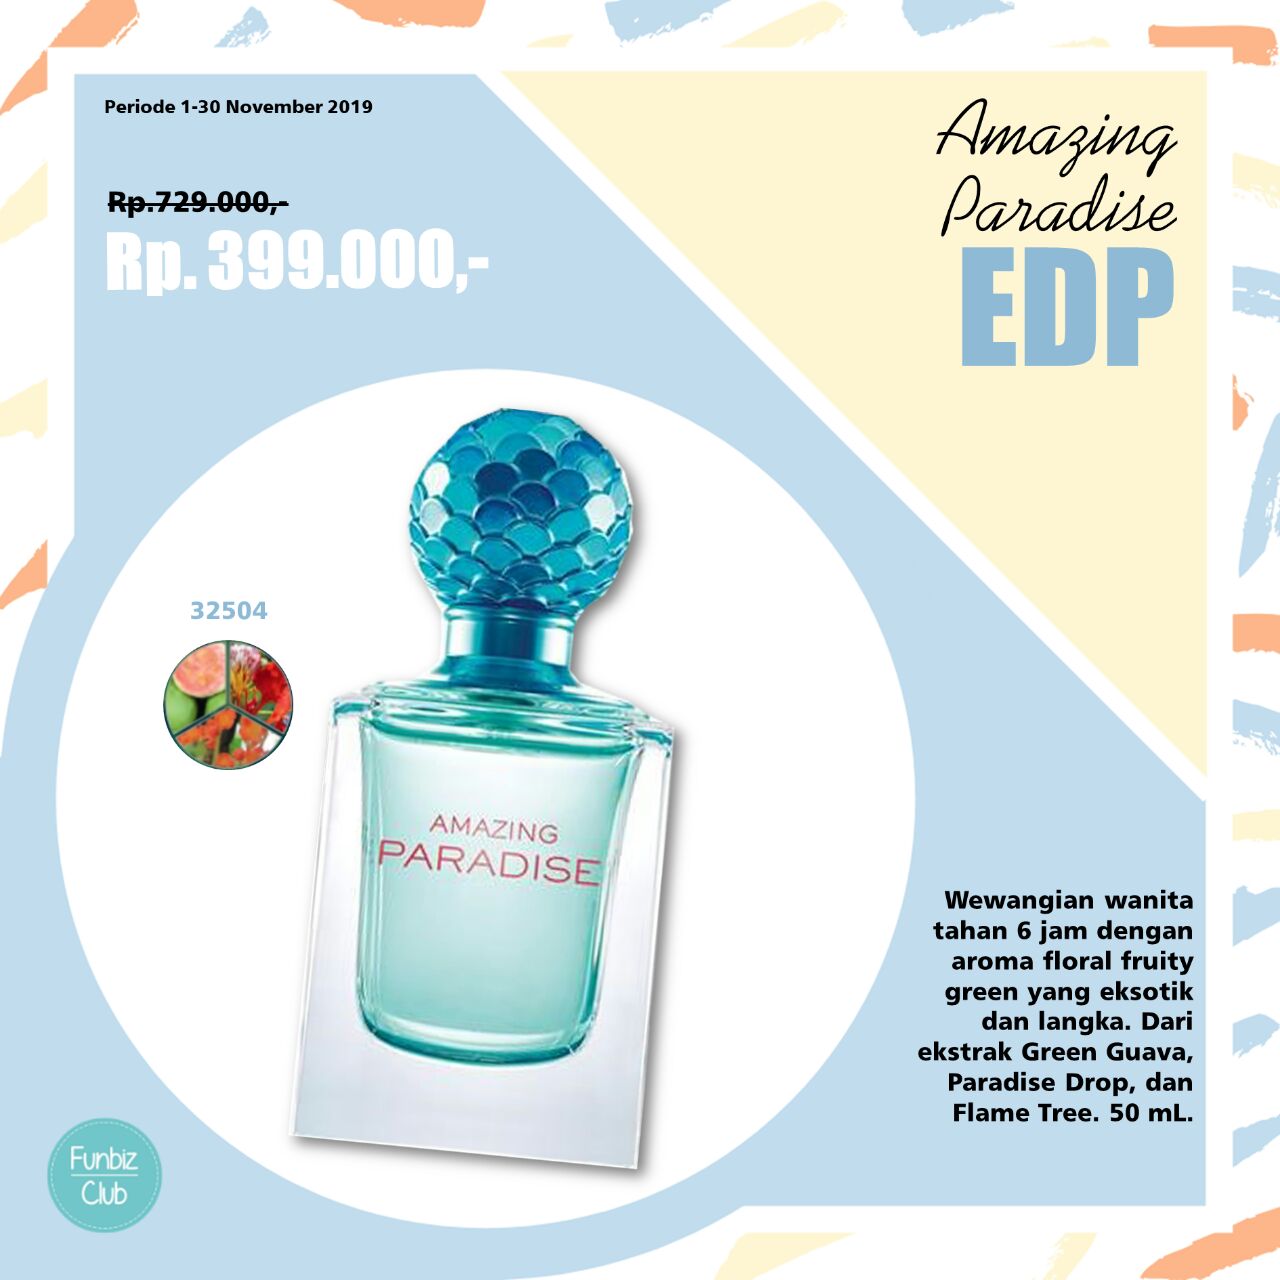 Periode 1-30 November 2019
Rp.729.000,-
Rp. 399.000,-
Amazing
Paradise
EDP
32504
AMAZING
PARADISE
Wewangian wanita
tahan 6 jam dengan
aroma floral fruity
green yang eksotik
dan langka. Dari
ekstrak Green Guava,
Paradise Drop, dan
Flame Tree. 50 mL.
Funbiz
Club